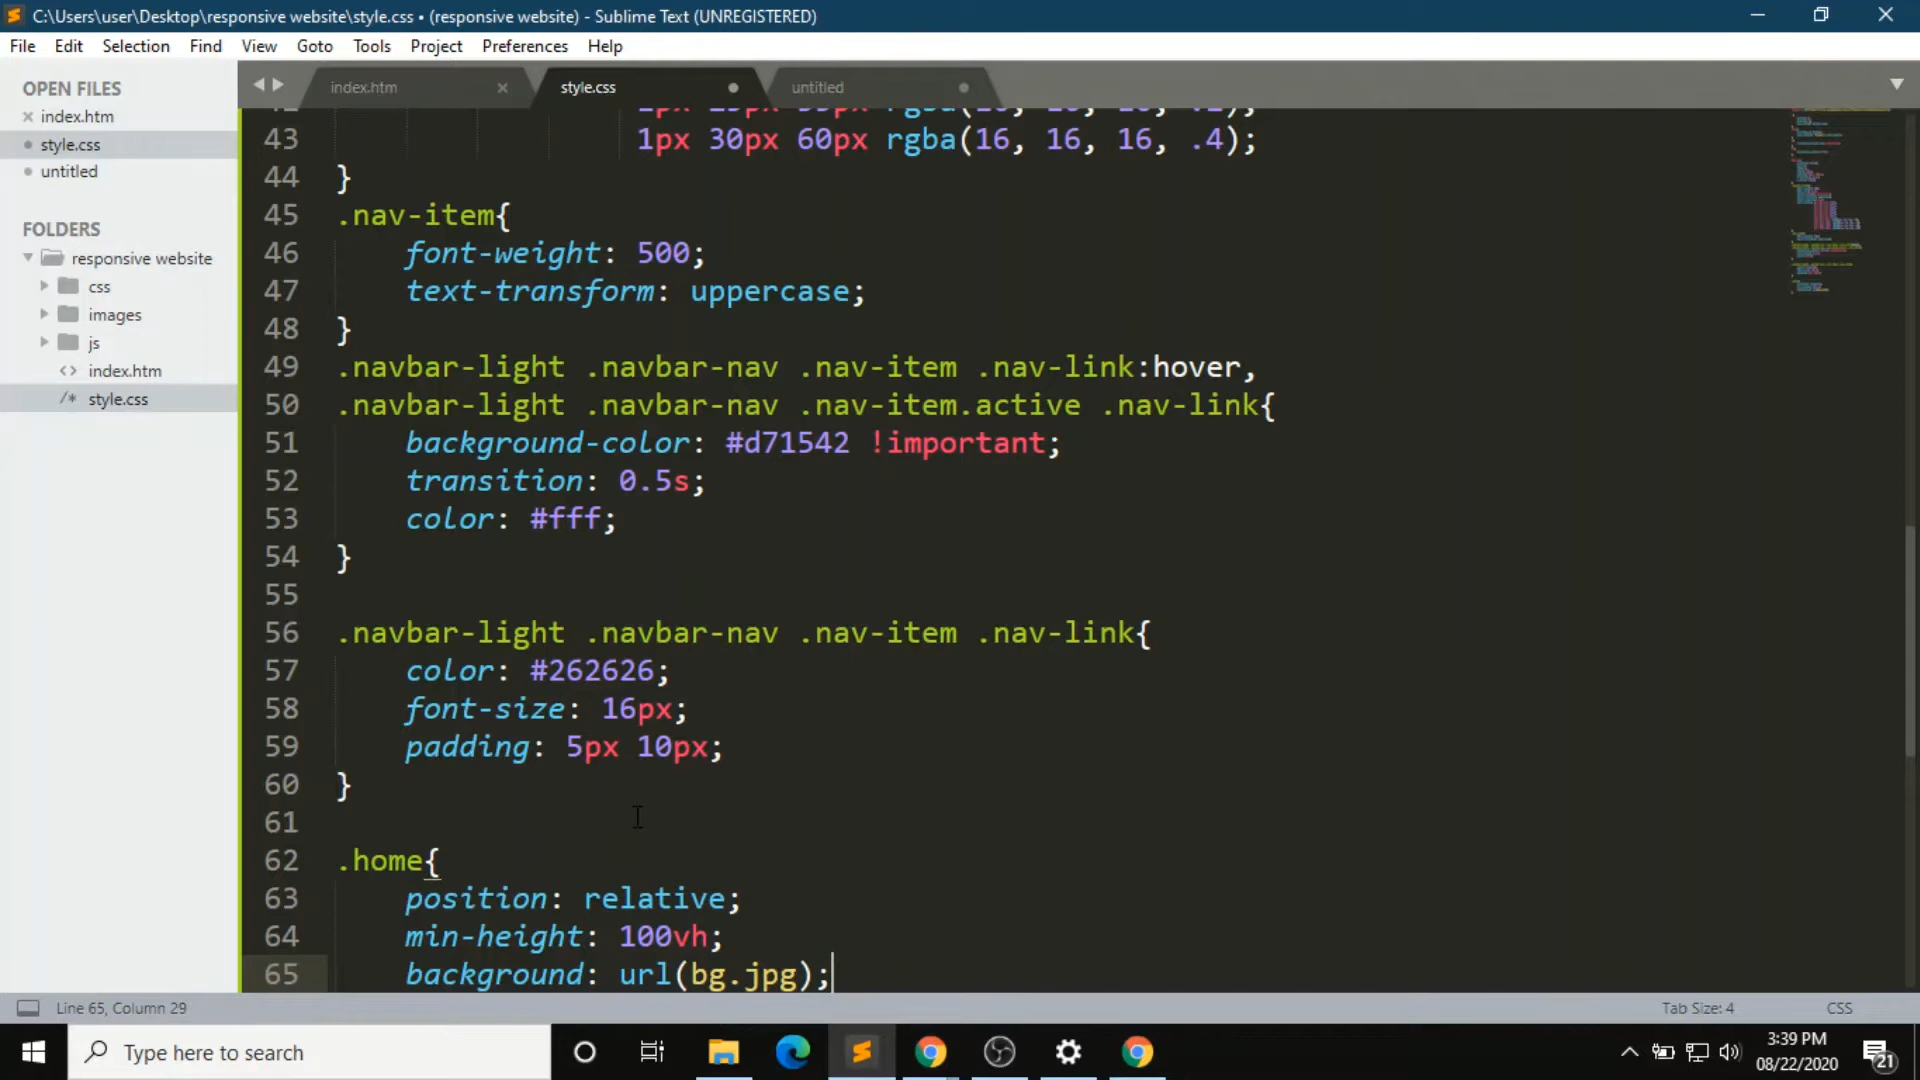 C:\Users\user\Desktop\responsive website\style.css • (responsive website) - Sublime Text (UNREGISTERED)
File Edit Selection Find View Goto Tools Project Preferences Help
OPEN FILES
index.htm
style.css
untitled
FOLDERS
responsive website
css
images
js
index.htm
style.css
index.htm style.css untitled
43 1px 30px 60px rgba(16, 16, 16, .4);
44 }
45 .nav-item{
46 font-weight: 500;
47 text-transform: uppercase;
48 }
49 .navbar-light .navbar-nav .nav-item .nav-link:hover,
50 .navbar-light .navbar-nav .nav-item.active .nav-link{
51 background-color: #d71542 !important;
52 transition: 0.5s;
53 color: #fff;
54 }
55
56 .navbar-light .navbar-nav .nav-item .nav-link{
57 color: #262626;
58 font-size: 16px;
59 padding: 5px 10px;
60 }
61
62 .home{
63 position: relative;
64 min-height: 100vh;
65 background: url(bg.jpg);
Line 65, Column 29 Tab Size: 4 CSS
Type here to search
3:39 PM
08/22/2020
21